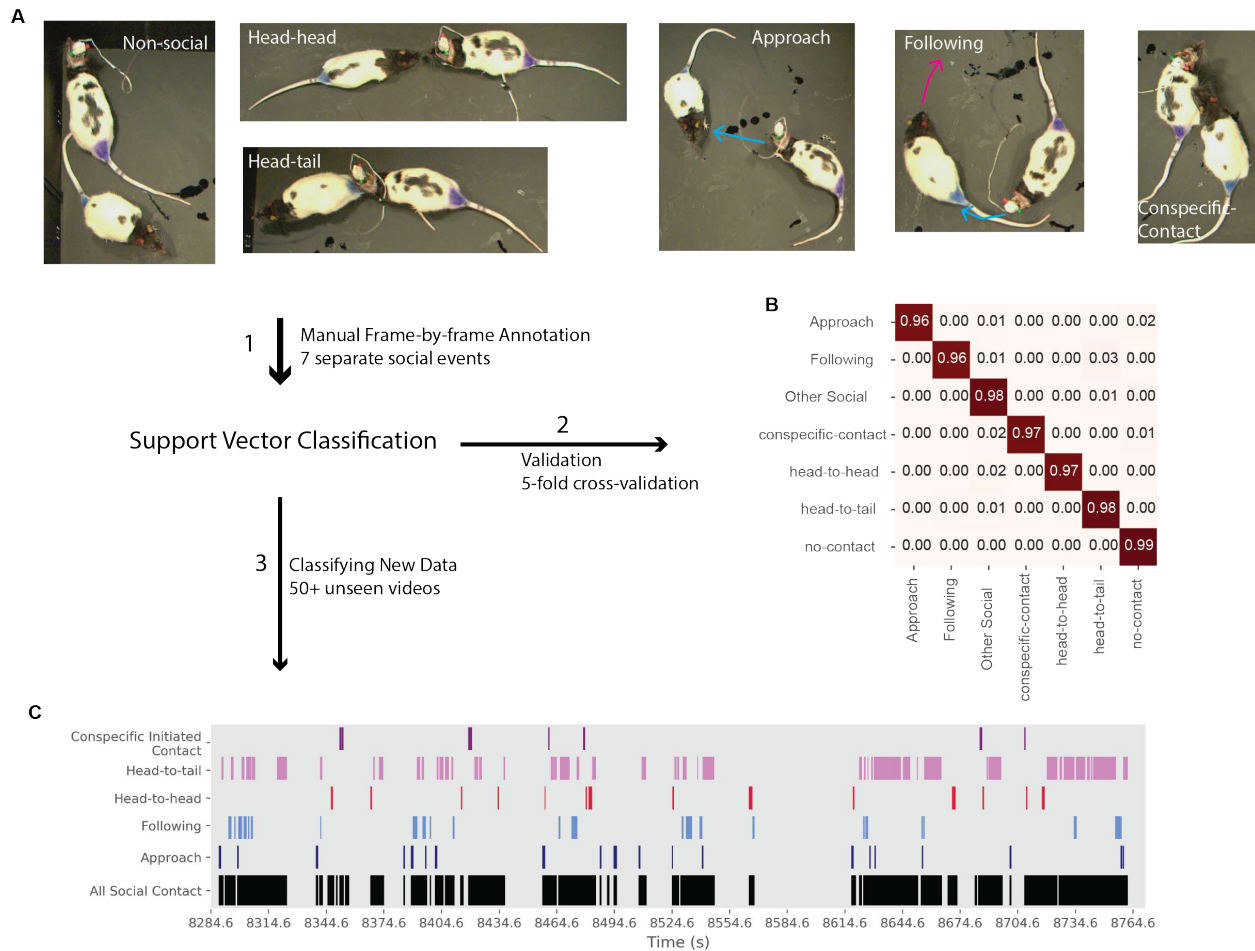 A
Non-social
Head-head
Head-tail
Approach
Following
Conspecific-
Contact
1
Manual Frame-by-frame Annotation
7 separate social events
Support Vector Classification
2
Validation
5-fold cross-validation
3
Classifying New Data
50+ unseen videos
B
Approach 0.96 0.00 0.01 0.00 0.00 0.00 0.02
Following 0.00 0.96 0.01 0.00 0.00 0.03 0.00
Other Social 0.00 0.00 0.98 0.00 0.00 0.01 0.00
conspecific-contact 0.00 0.00 0.02 0.97 0.00 0.00 0.01
head-to-head 0.00 0.00 0.02 0.00 0.97 0.00 0.00
head-to-tail 0.00 0.00 0.01 0.00 0.00 0.98 0.00
no-contact 0.00 0.00 0.00 0.00 0.00 0.00 0.99
Approach
Following
Other Social
conspecific-contact
head-to-head
head-to-tail
no-contact
C
Conspecific Initiated
Contact
Head-to-tail
Head-to-head
Following
Approach
All Social Contact
8284.6 8314.6 8344.6 8374.6 8404.6 8434.6 8464.6 8494.6 8524.6 8554.6 8584.6 8614.6 8644.6 8674.6 8704.6 8734.6 8764.6
Time (s)